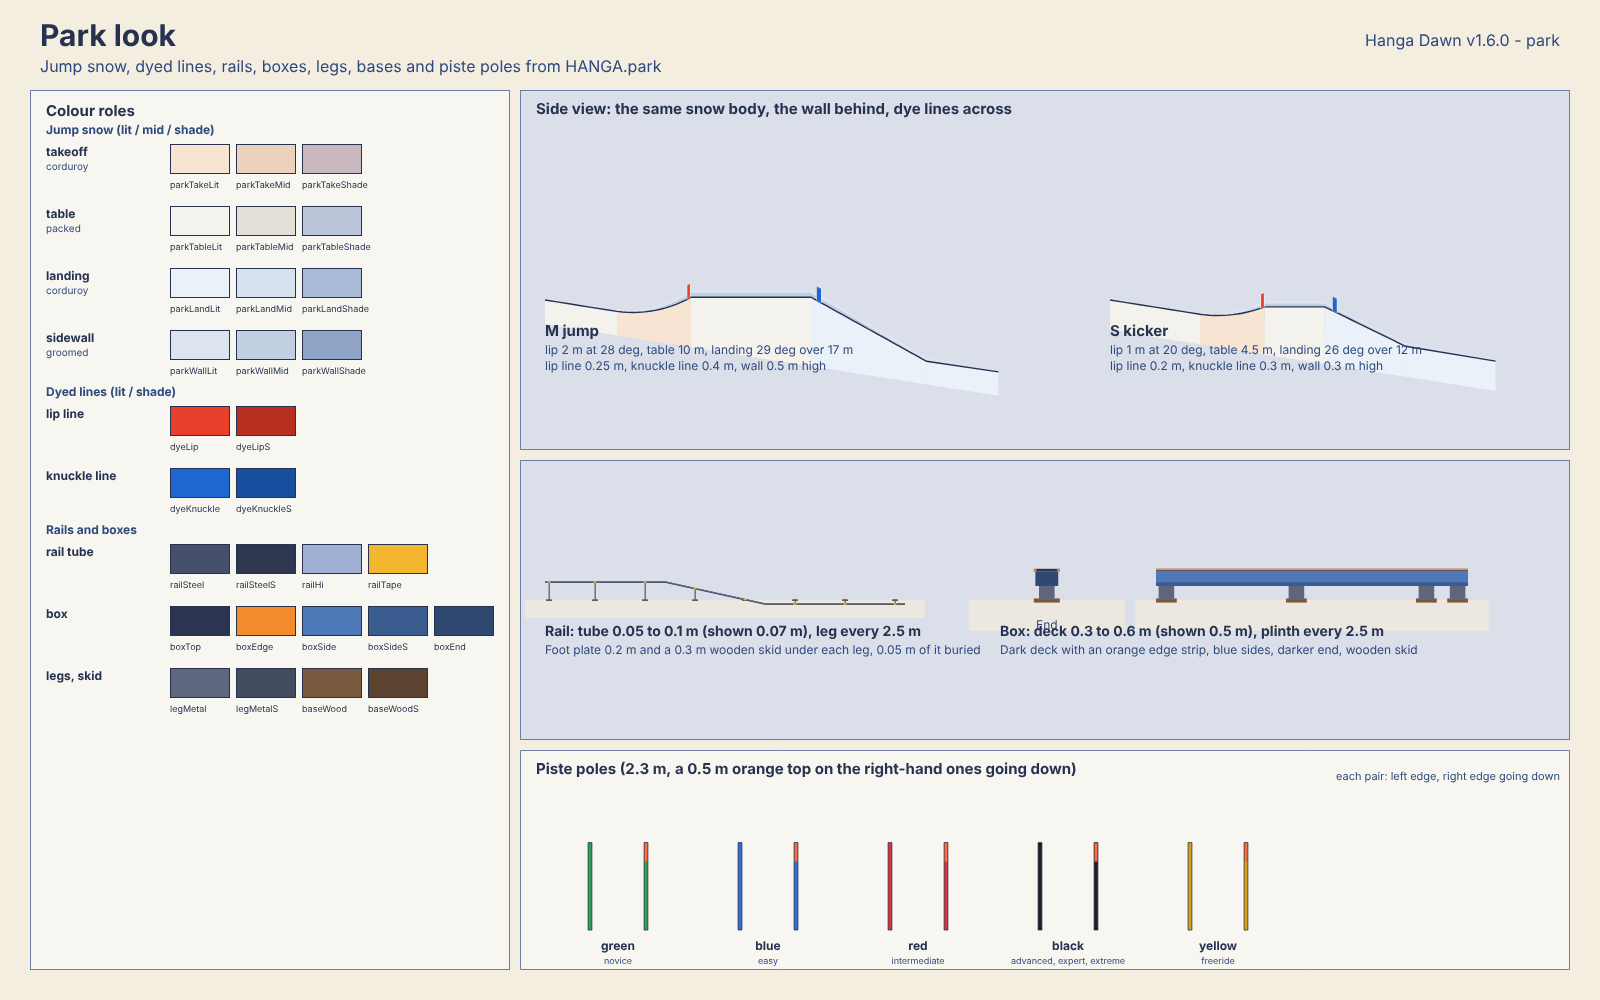 Park look
Hanga Dawn v1.6.0 - park
Jump snow, dyed lines, rails, boxes, legs, bases and piste poles from HANGA.park
Colour roles
Jump snow (lit / mid / shade)
takeoff
corduroy
parkTakeLit parkTakeMid parkTakeShade
table
packed
parkTableLit parkTableMid parkTableShade
landing
corduroy
parkLandLit parkLandMid parkLandShade
sidewall
groomed
parkWallLit parkWallMid parkWallShade
Dyed lines (lit / shade)
lip line
dyeLip dyeLipS
knuckle line
dyeKnuckle dyeKnuckleS
Rails and boxes
rail tube
railSteel railSteelS railHi railTape
box
boxTop boxEdge boxSide boxSideS boxEnd
legs, skid
legMetal legMetalS baseWood baseWoodS
Side view: the same snow body, the wall behind, dye lines across
M jump
lip 2 m at 28 deg, table 10 m, landing 29 deg over 17 m
lip line 0.25 m, knuckle line 0.4 m, wall 0.5 m high
S kicker
lip 1 m at 20 deg, table 4.5 m, landing 26 deg over 12 m
lip line 0.2 m, knuckle line 0.3 m, wall 0.3 m high
Rail: tube 0.05 to 0.1 m (shown 0.07 m), leg every 2.5 m
Foot plate 0.2 m and a 0.3 m wooden skid under each leg, 0.05 m of it buried
End
Box: deck 0.3 to 0.6 m (shown 0.5 m), plinth every 2.5 m
Dark deck with an orange edge strip, blue sides, darker end, wooden skid
Piste poles (2.3 m, a 0.5 m orange top on the right-hand ones going down)
each pair: left edge, right edge going down
green
novice
blue
easy
red
intermediate
black
advanced, expert, extreme
yellow
freeride